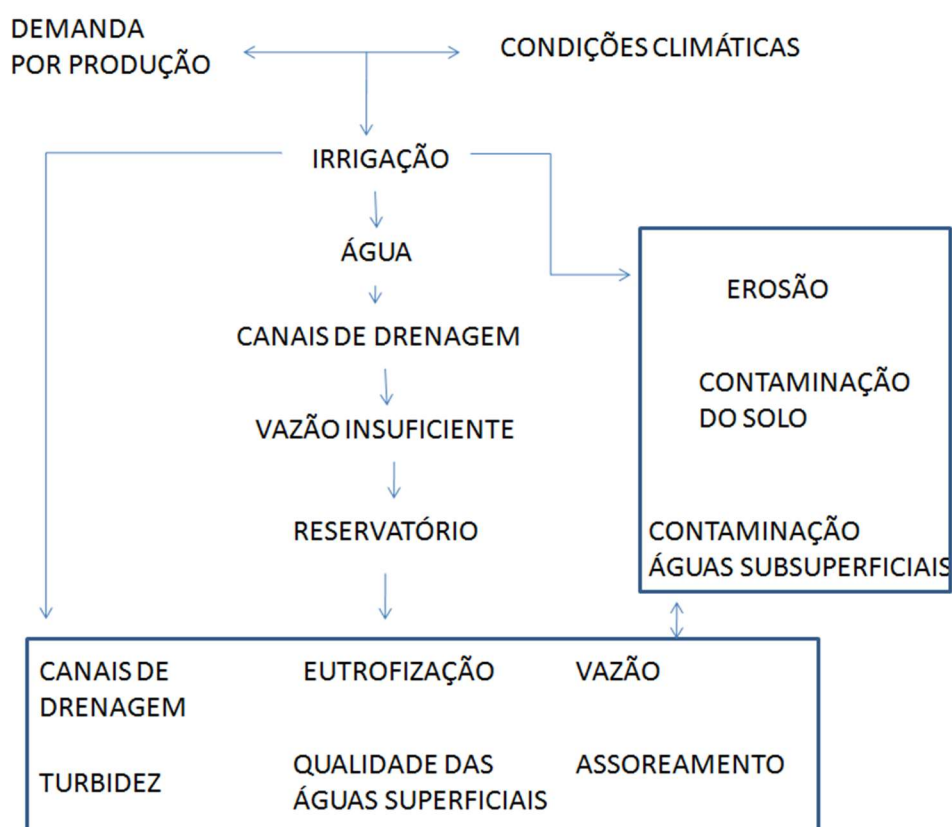 DEMANDA
POR PRODUÇÃO
CONDIÇÕES CLIMÁTICAS
IRRIGAÇÃO
ÁGUA
CANAIS DE DRENAGEM
VAZÃO INSUFICIENTE
RESERVATÓRIO
EROSÃO
CONTAMINAÇÃO
DO SOLO
CONTAMINAÇÃO
ÁGUAS SUBSUPERFICIAIS
CANAIS DE
DRENAGEM
EUTROFIZAÇÃO
VAZÃO
TURBIDEZ
QUALIDADE DAS
ÁGUAS SUPERFICIAIS
ASSOREAMENTO